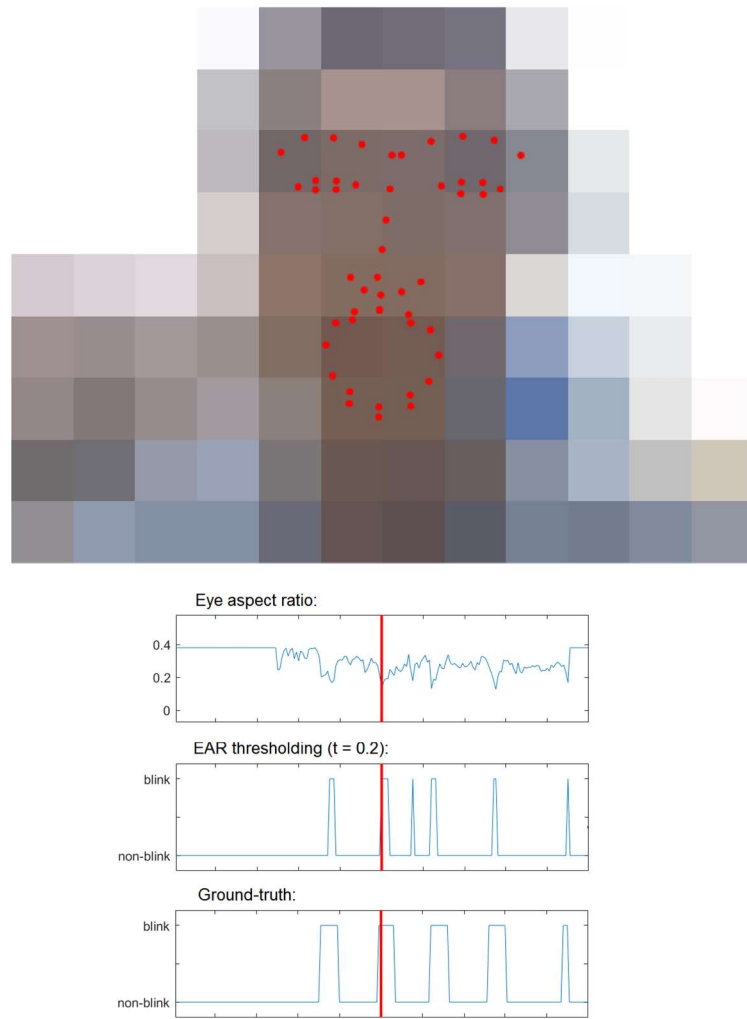 Eye aspect ratio:
0.4
0.2
0
EAR thresholding (t = 0.2):
blink
non-blink
Ground-truth:
blink
non-blink